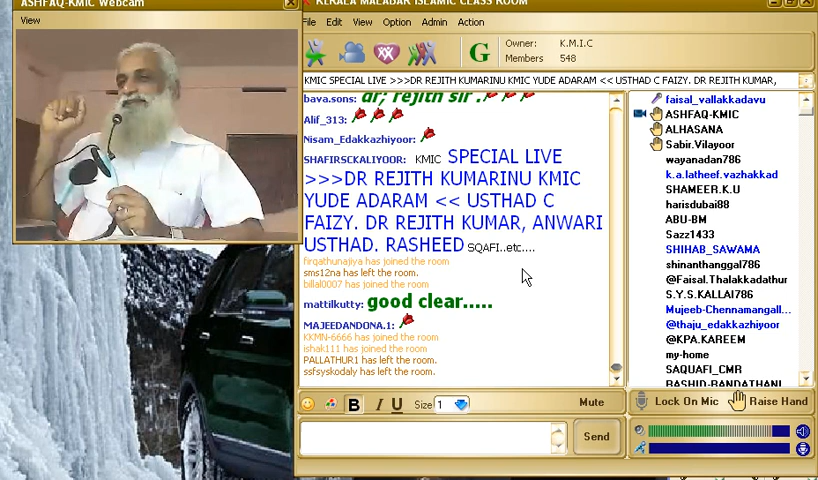 ASHFAQ-KMIC Webcam
View
KERALA MALABAR ISLAMIC CLASS ROOM
File Edit View Option Admin Action
G
Owner: K.M.I.C
Members 548
KMIC SPECIAL LIVE >>>DR REJITH KUMARINU KMIC YUDE ADARAM << USTHAD C FAIZY. DR REJITH KUMAR,
bava.sons: dr; rejith sir .
Alif_313:
Nisam_Edakkazhiyoor:
SHAFIRSCKALIYOOR: KMIC SPECIAL LIVE
>>>DR REJITH KUMARINU KMIC
YUDE ADARAM << USTHAD C
FAIZY. DR REJITH KUMAR, ANWARI
USTHAD. RASHEED SQAFI..etc....
firqathunajiya has joined the room
sms12na has left the room.
billal0007 has joined the room
mattilkutty: good clear.....
MAJEEDANDONA.1:
KKMN-6666 has joined the room
ishak111 has joined the room
PALLATHUR1 has left the room.
ssfsyskodaly has left the room.
faisal_vallakkadavu
ASHFAQ-KMIC
ALHASANA
Sabir.Vilayoor
wayanadan786
k.a.latheef.vazhakkad
SHAMEER.K.U
harisdubai88
ABU-BM
Sazz1433
SHIHAB_SAWAMA
shinanthanggal786
@Faisal.Thalakkadathur
S.Y.S.KALLAI786
Mujeeb-Chennamangall...
@thaju_edakkazhiyoor
@KPA.KAREEM
my-home
SAQUAFI_CMR
RASHID-RANDATHANI
B I U Size 1 Mute
Lock On Mic Raise Hand
Send